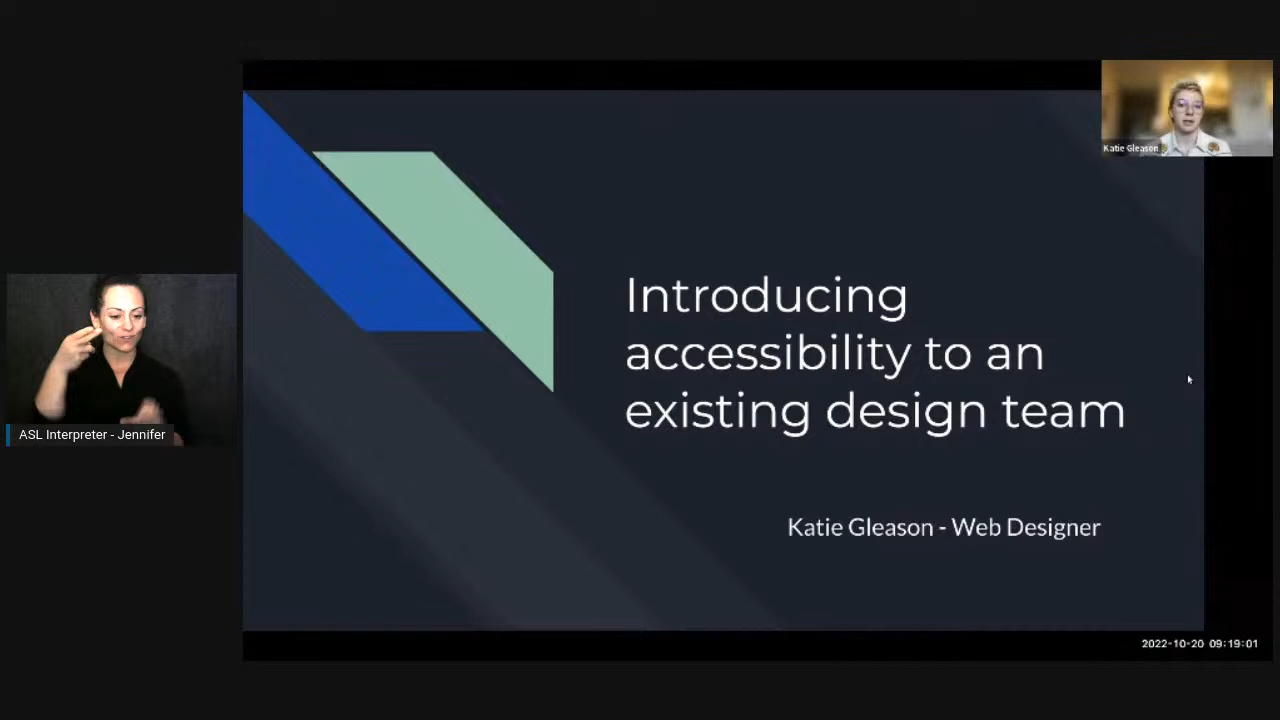 Katie Gleason
Introducing
accessibility to an
existing design team
ASL Interpreter - Jennifer
Katie Gleason - Web Designer
2022-10-20 09:19:01